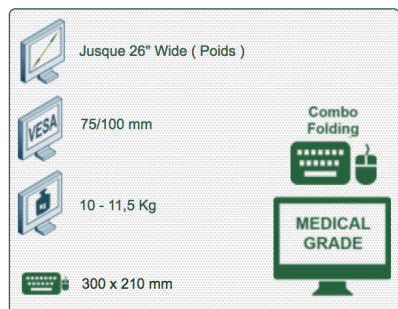 Jusque 26" Wide ( Poids )
VESA
75/100 mm
Combo
Folding
KG
10 - 11,5 Kg
MEDICAL
GRADE
300 x 210 mm